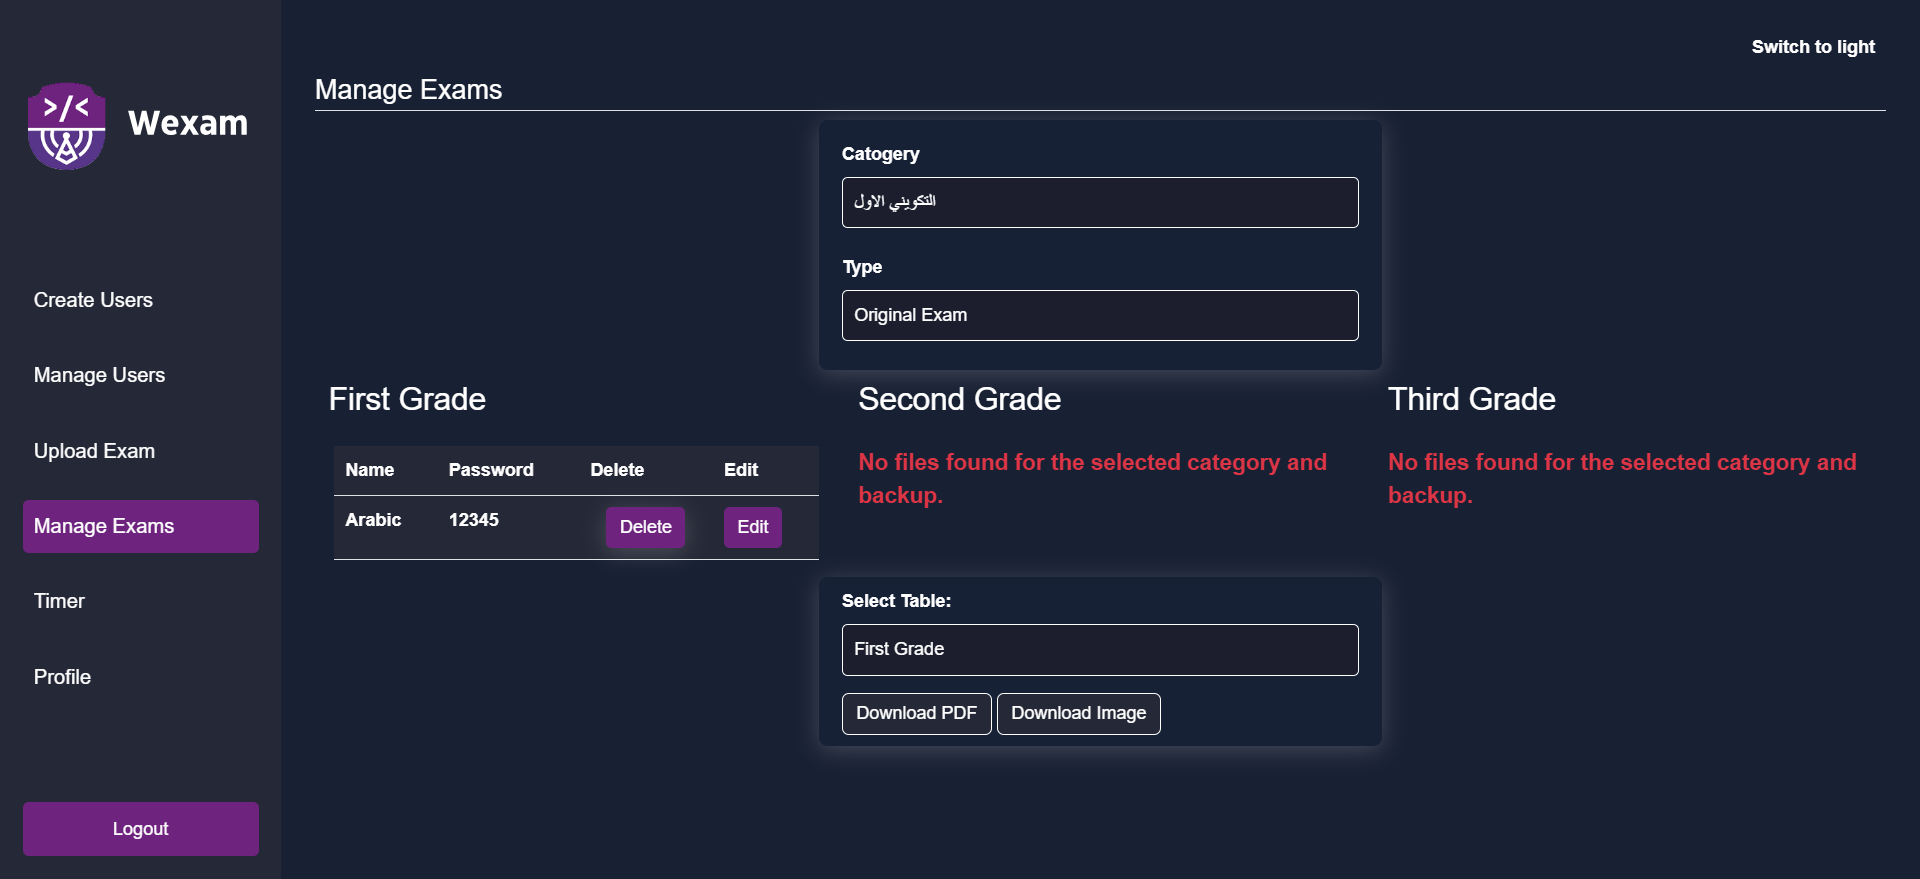 Switch to light
Wexam
Create Users
Manage Users
Upload Exam
Manage Exams
Timer
Profile
Logout
Manage Exams
Catogery
التكويني الاول
Type
Original Exam
First Grade
Name Password Delete Edit
Arabic 12345 Delete Edit
Second Grade
No files found for the selected category and
backup.
Third Grade
No files found for the selected category and
backup.
Select Table:
First Grade
Download PDF Download Image